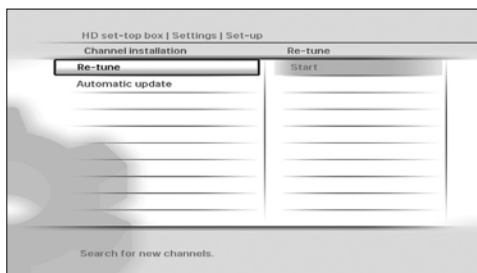 HD set-top box | Settings | Set-up
Channel installation Re-tune
Re-tune Start
Automatic update
Search for new channels.